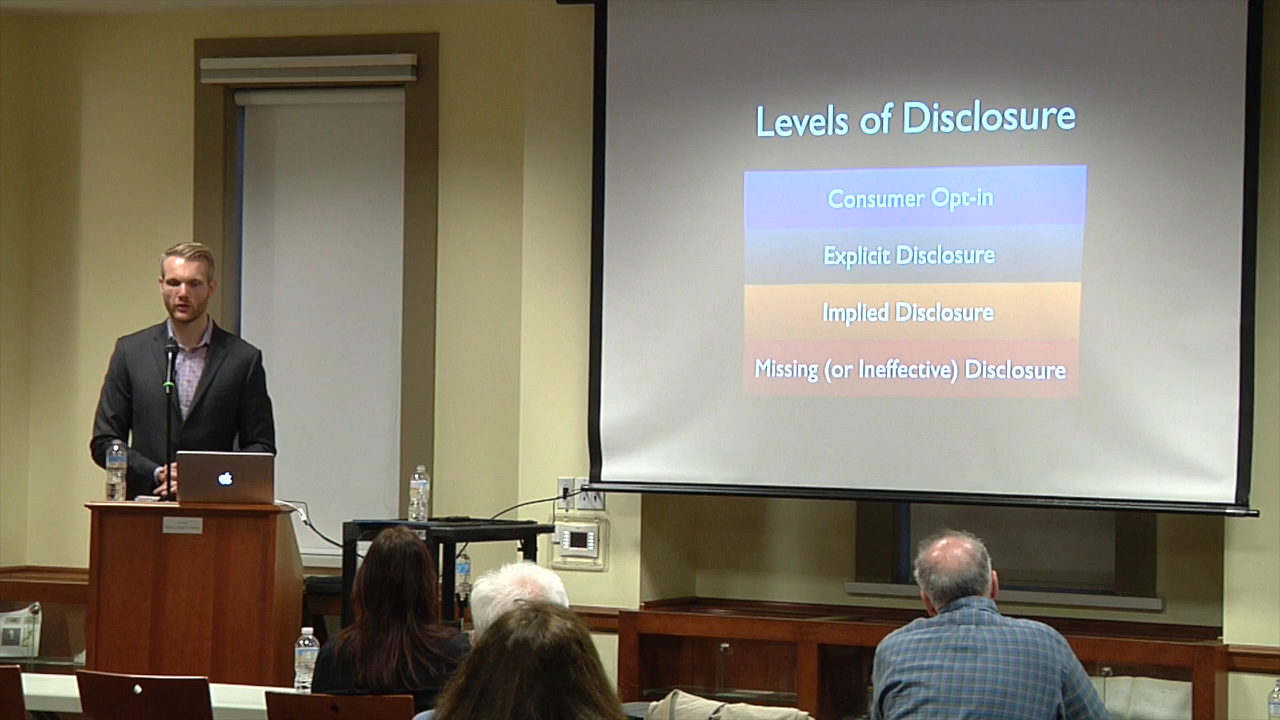 Levels of Disclosure
Consumer Opt-in
Explicit Disclosure
Implied Disclosure
Missing (or Ineffective) Disclosure